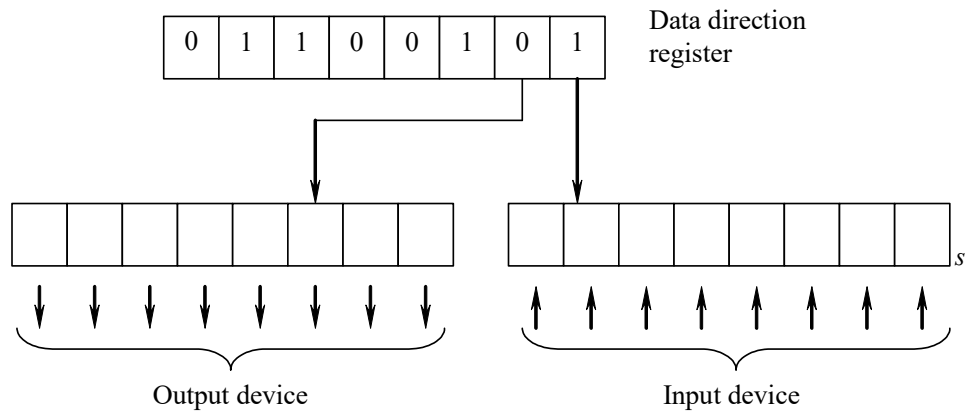 0 1 1 0 0 1 0 1
Data direction
register
s
Output device
Input device